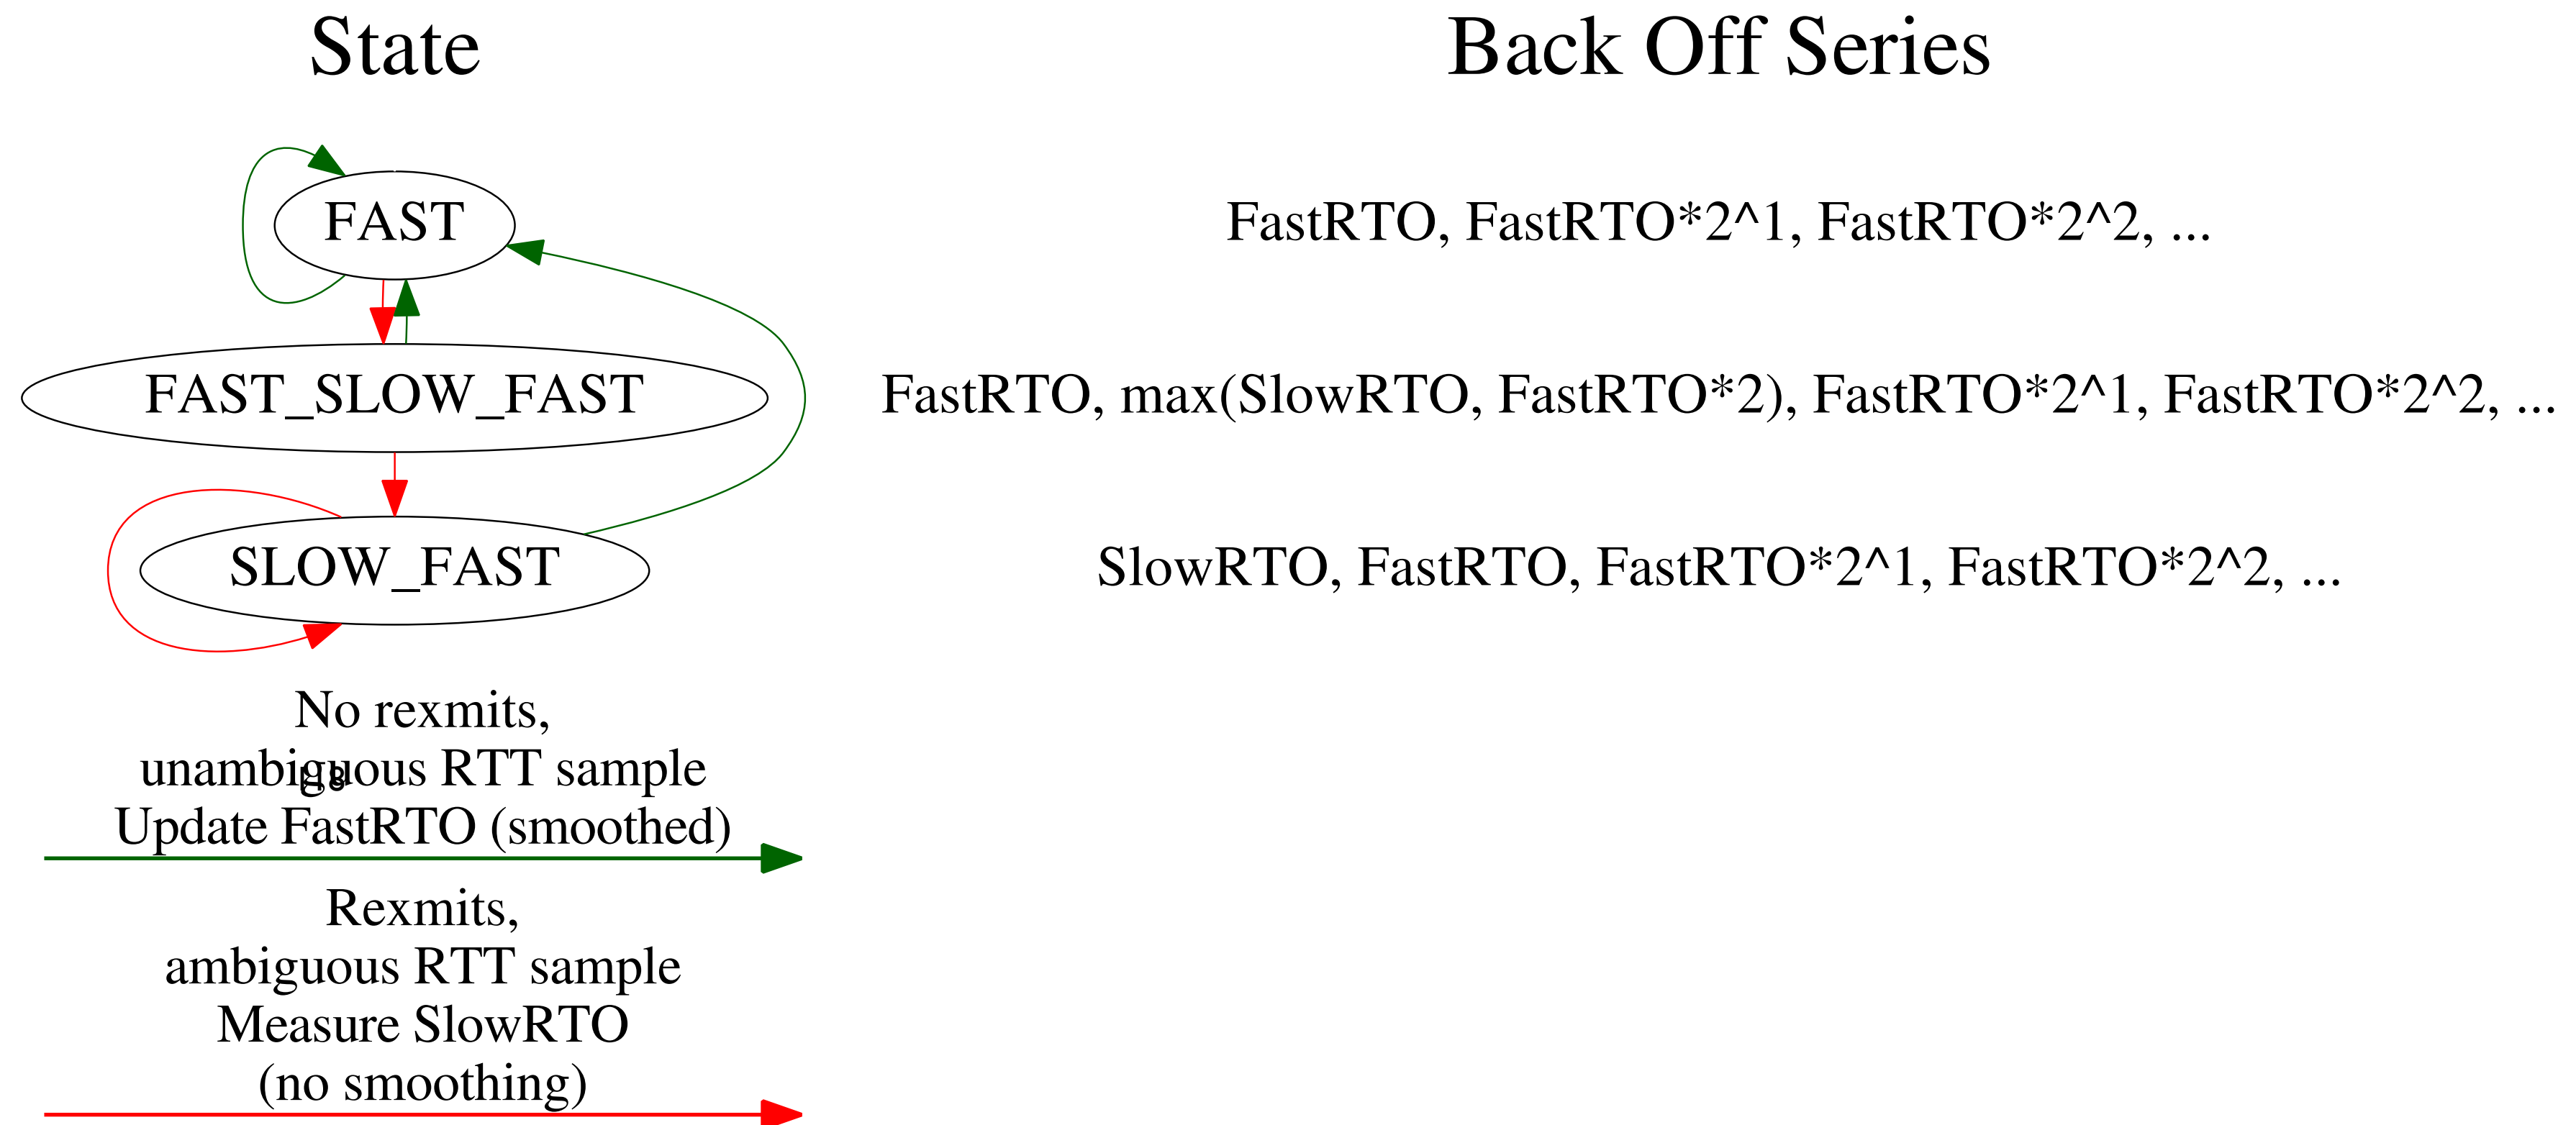 State
Back Off Series
FAST
FastRTO, FastRTO*2^1, FastRTO*2^2, ...
FAST_SLOW_FAST
FastRTO, max(SlowRTO, FastRTO*2), FastRTO*2^1, FastRTO*2^2, ...
SLOW_FAST
SlowRTO, FastRTO, FastRTO*2^1, FastRTO*2^2, ...
No rexmits,
unambiguous RTT sample
Update FastRTO (smoothed)
Rexmits,
ambiguous RTT sample
Measure SlowRTO
(no smoothing)